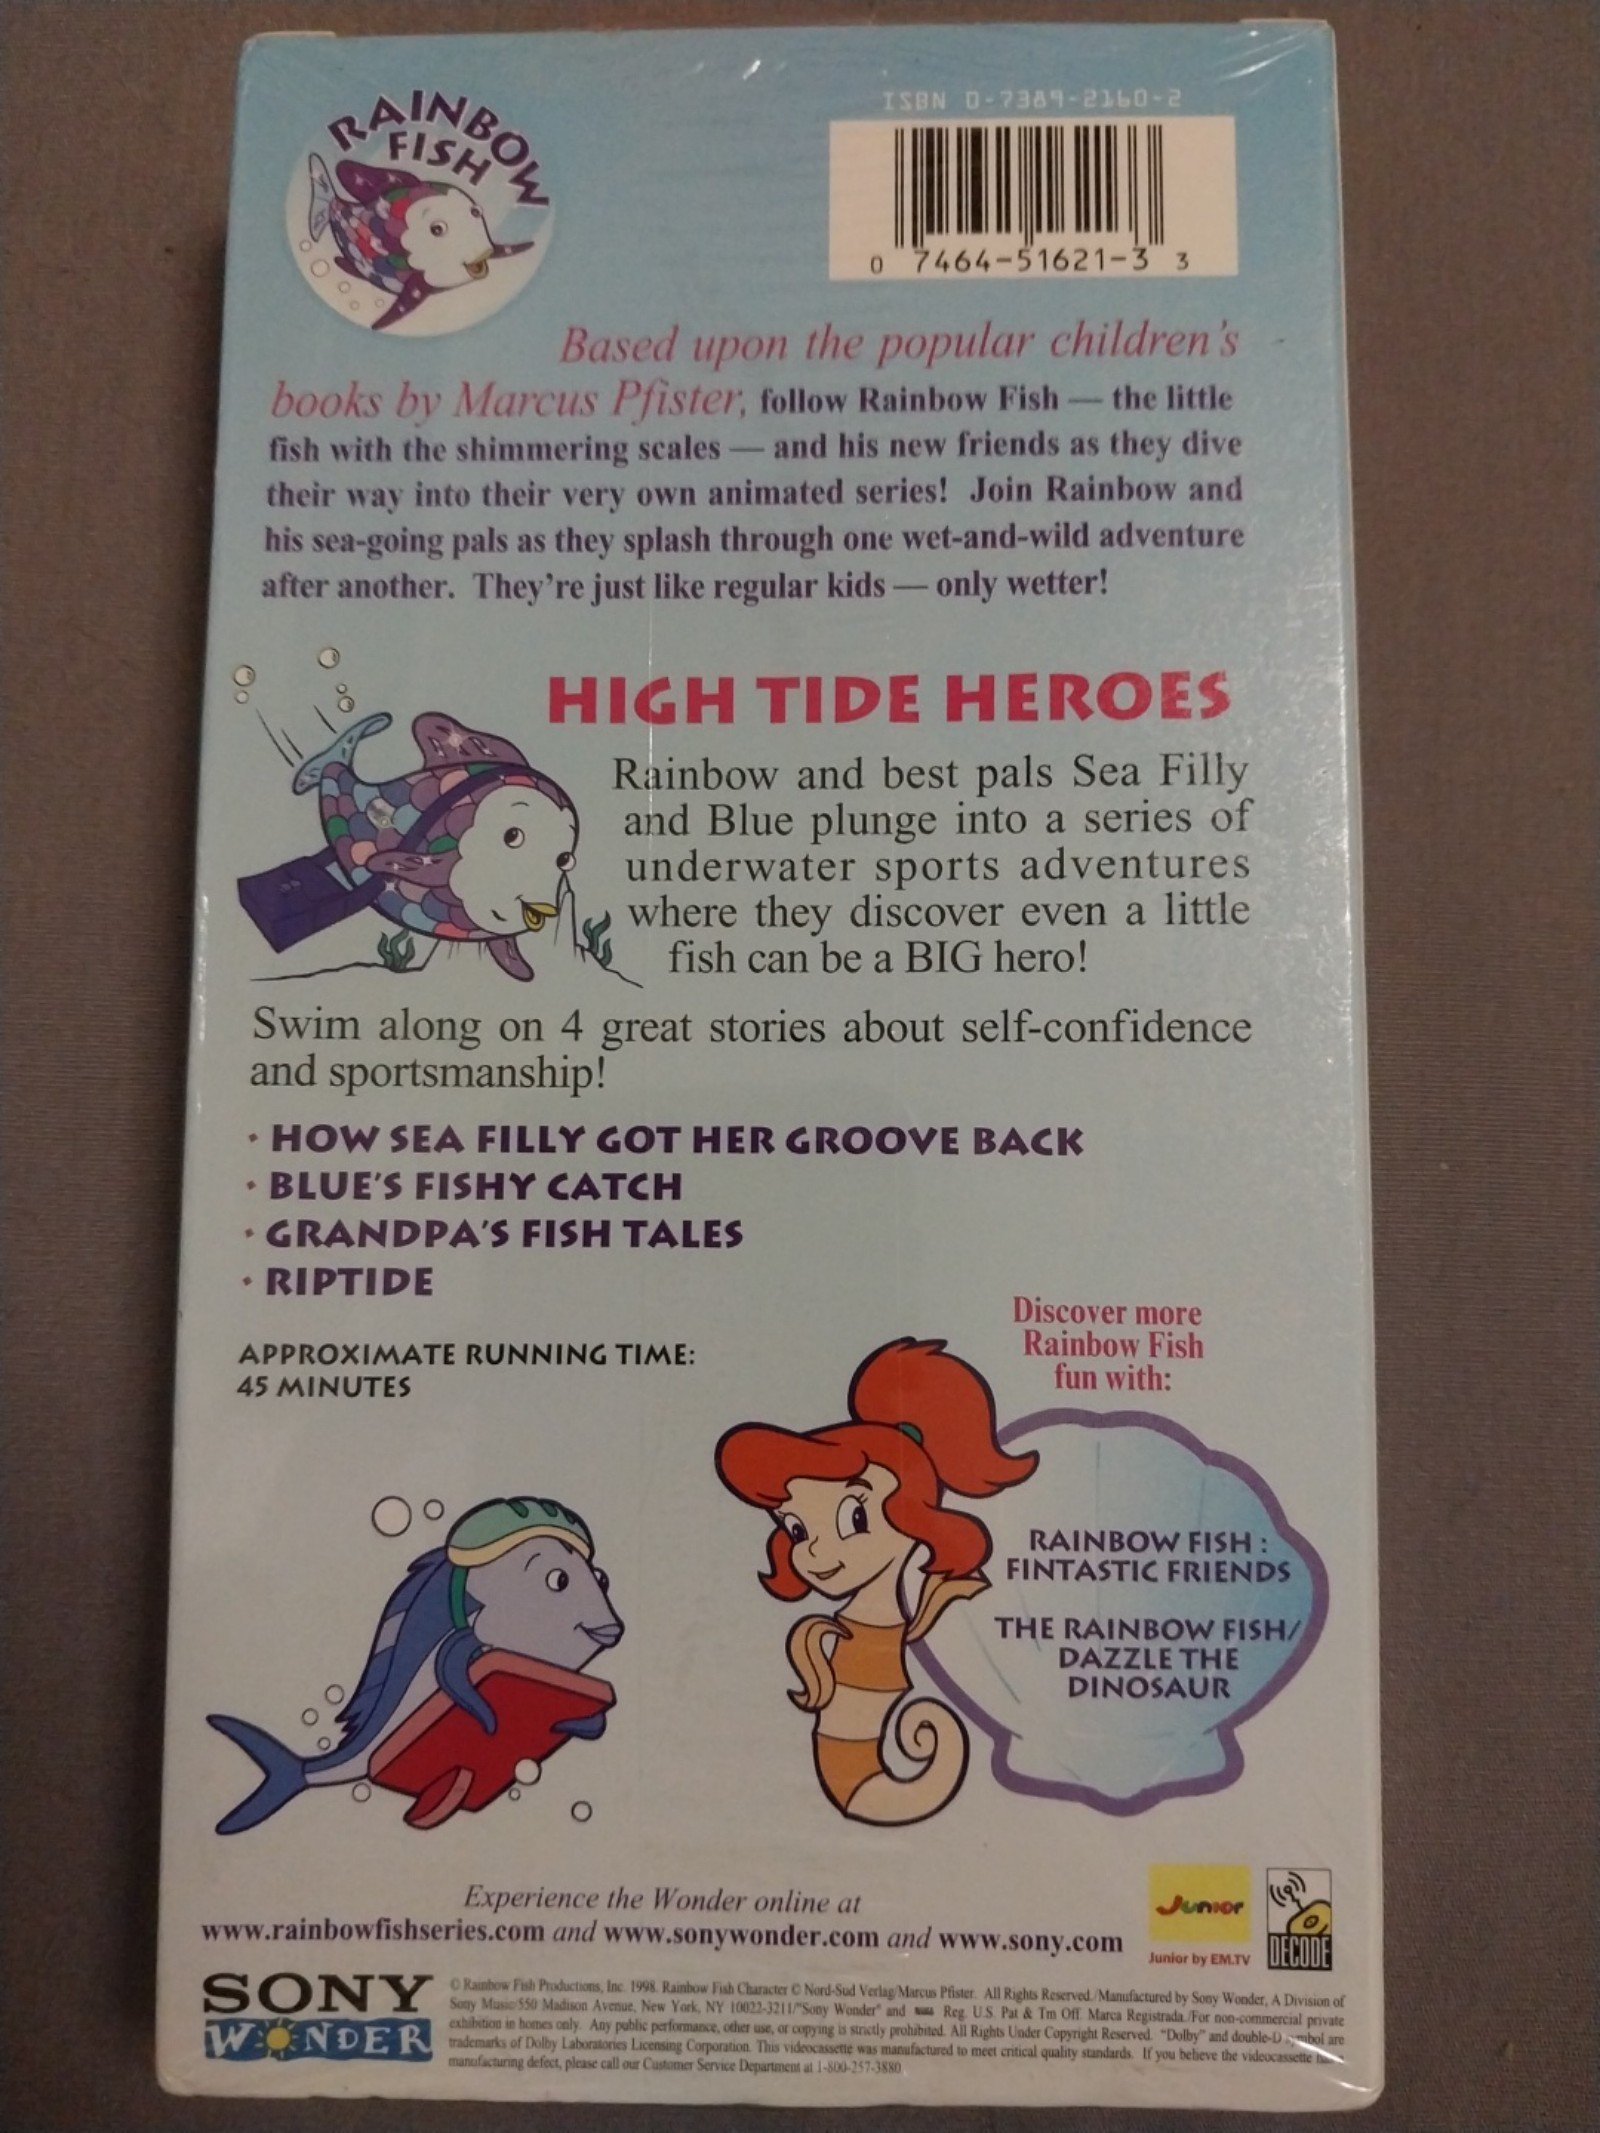 RAINBOW
FISH
ISBN 0-7389-2160-2
0 7464-51621-3 3
Based upon the popular children's
books by Marcus Pfister, follow Rainbow Fish — the little
fish with the shimmering scales — and his new friends as they dive
their way into their very own animated series! Join Rainbow and
his sea-going pals as they splash through one wet-and-wild adventure
after another. They're just like regular kids — only wetter!
HIGH TIDE HEROES
Rainbow and best pals Sea Filly
and Blue plunge into a series of
underwater sports adventures
where they discover even a little
fish can be a BIG hero!
Swim along on 4 great stories about self-confidence
and sportsmanship!
• HOW SEA FILLY GOT HER GROOVE BACK
• BLUE'S FISHY CATCH
• GRANDPA'S FISH TALES
• RIPTIDE
APPROXIMATE RUNNING TIME:
45 MINUTES
Discover more
Rainbow Fish
fun with:
RAINBOW FISH :
FINTASTIC FRIENDS
THE RAINBOW FISH/
DAZZLE THE
DINOSAUR
Experience the Wonder online at
www.rainbowfishseries.com and www.sonywonder.com and www.sony.com
Junior
Junior by EM.TV
DECODE
SONY
WONDER
© Rainbow Fish Productions, Inc. 1998. Rainbow Fish Character © Nord-Sud Verlag/Marcus Pfister. All Rights Reserved./Manufactured by Sony Wonder, A Division of
Sony Music/550 Madison Avenue, New York, NY 10022-3211/"Sony Wonder" and Reg. U.S. Pat & Tm Off. Marca Registrada./For non-commercial private
exhibition in homes only. Any public performance, other use, or copying is strictly prohibited. All Rights Under Copyright Reserved. "Dolby" and double-D symbol are
trademarks of Dolby Laboratories Licensing Corporation. This videocassette was manufactured to meet critical quality standards. If you believe the videocassette has
manufacturing defect, please call our Customer Service Department at 1-800-257-3880